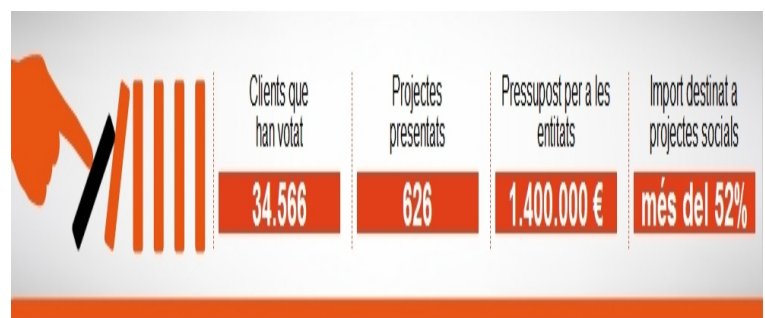 Clients que
han votat
34.566
Projectes
presentats
626
Pressupost per a les
entitats
1.400.000 €
Import destinat a
projectes socials
més del 52%